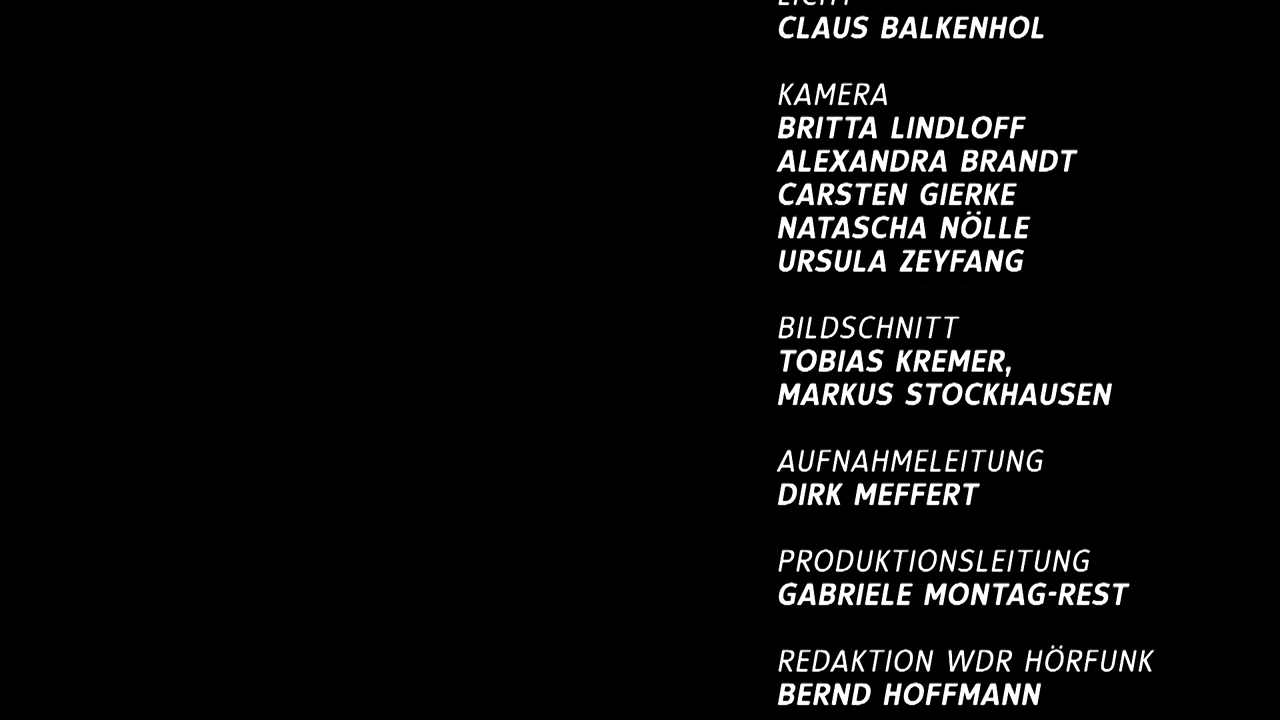 LICHT
CLAUS BALKENHOL
KAMERA
BRITTA LINDLOFF
ALEXANDRA BRANDT
CARSTEN GIERKE
NATASCHA NÖLLE
URSULA ZEYFANG
BILDSCHNITT
TOBIAS KREMER,
MARKUS STOCKHAUSEN
AUFNAHMELEITUNG
DIRK MEFFERT
PRODUKTIONSLEITUNG
GABRIELE MONTAG-REST
REDAKTION WDR HÖRFUNK
BERND HOFFMANN